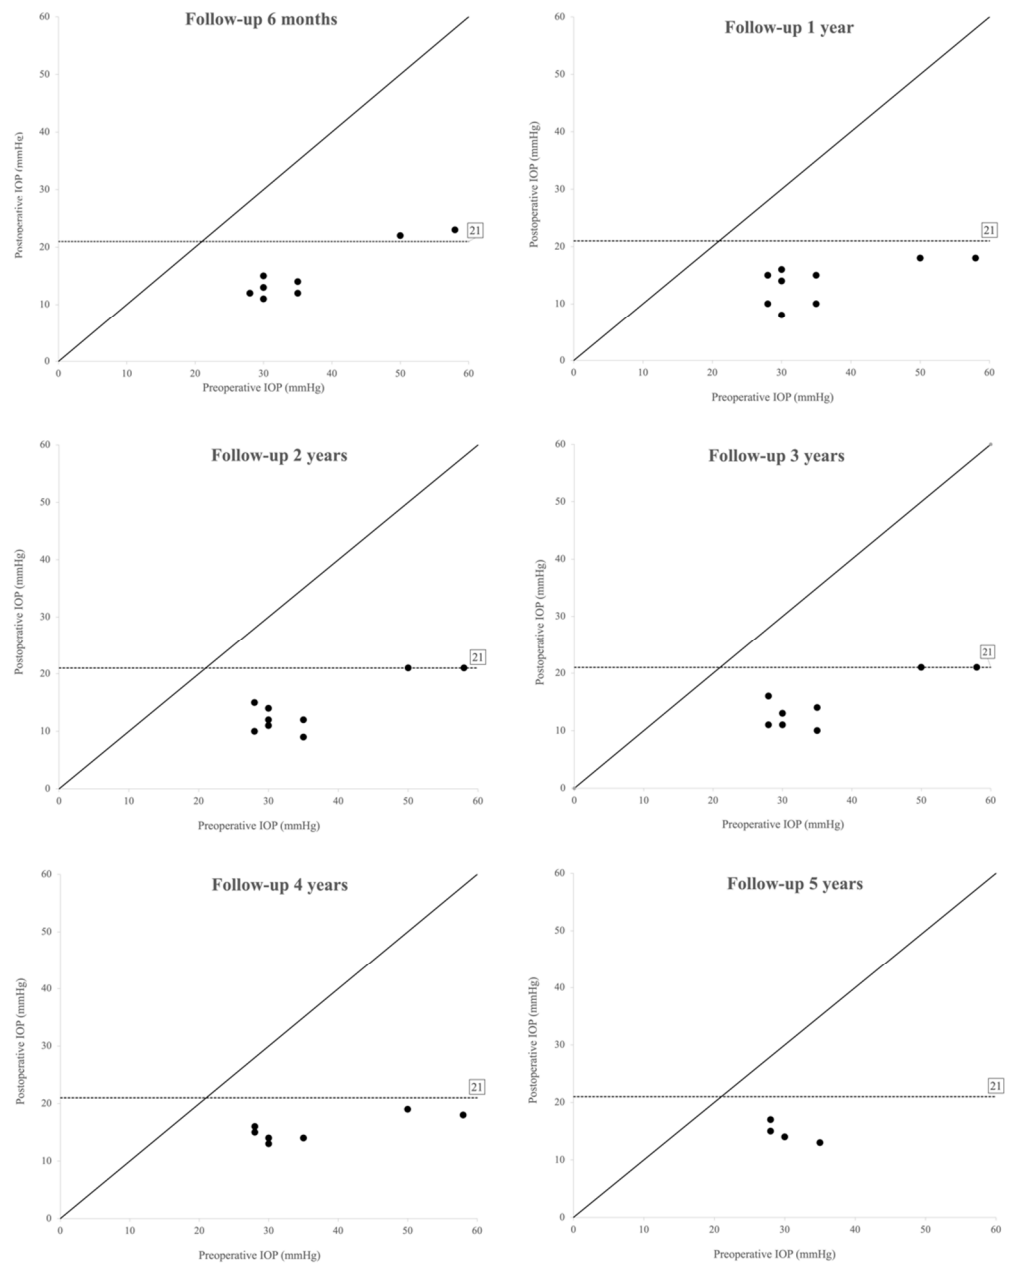 Follow-up 6 months
60
50
40
30
20
10
0
21
0 10 20 30 40 50 60
Preoperative IOP (mmHg)
Postoperative IOP (mmHg)
Follow-up 1 year
60
50
40
30
20
10
0
21
0 10 20 30 40 50 60
Preoperative IOP (mmHg)
Postoperative IOP (mmHg)
Follow-up 2 years
60
50
40
30
20
10
0
21
0 10 20 30 40 50 60
Preoperative IOP (mmHg)
Postoperative IOP (mmHg)
Follow-up 3 years
60
50
40
30
20
10
0
21
0 10 20 30 40 50 60
Preoperative IOP (mmHg)
Postoperative IOP (mmHg)
Follow-up 4 years
60
50
40
30
20
10
0
21
0 10 20 30 40 50 60
Preoperative IOP (mmHg)
Postoperative IOP (mmHg)
Follow-up 5 years
60
50
40
30
20
10
0
21
0 10 20 30 40 50 60
Preoperative IOP (mmHg)
Postoperative IOP (mmHg)